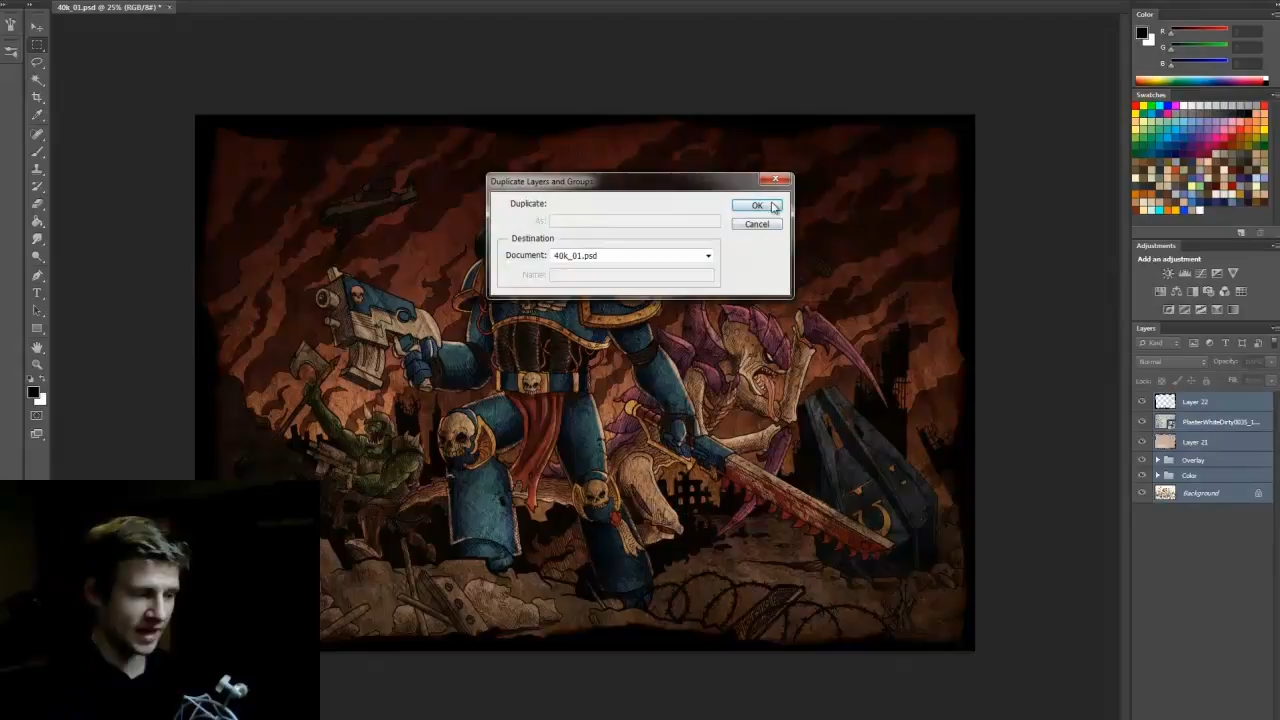 40k_01.psd @ 25% (RGB/8#) * ×
Color
R
G
B
Swatches
Duplicate Layers and Groups
Duplicate:
OK
As:
Cancel
Destination
Document: 40k_01.psd
Name:
Adjustments
Add an adjustment
Layers
Kind
Normal Opacity:
Lock: Fill:
Layer 22
PlasterWhiteDirty0035_1...
Layer 21
Overlay
Color
Background